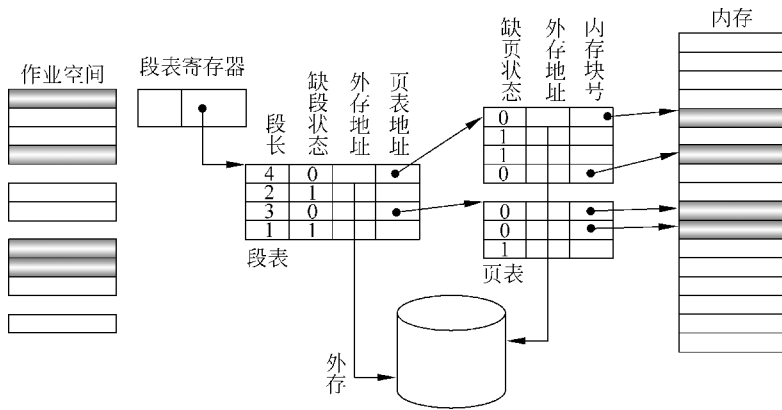 作业空间
段表寄存器
段长
缺段状态
外存地址
页表地址
4 0
2 1
3 0
1 1
段表
缺页状态
外存地址
内存块号
0
1
1
0
0
0
1
页表
外存
内存